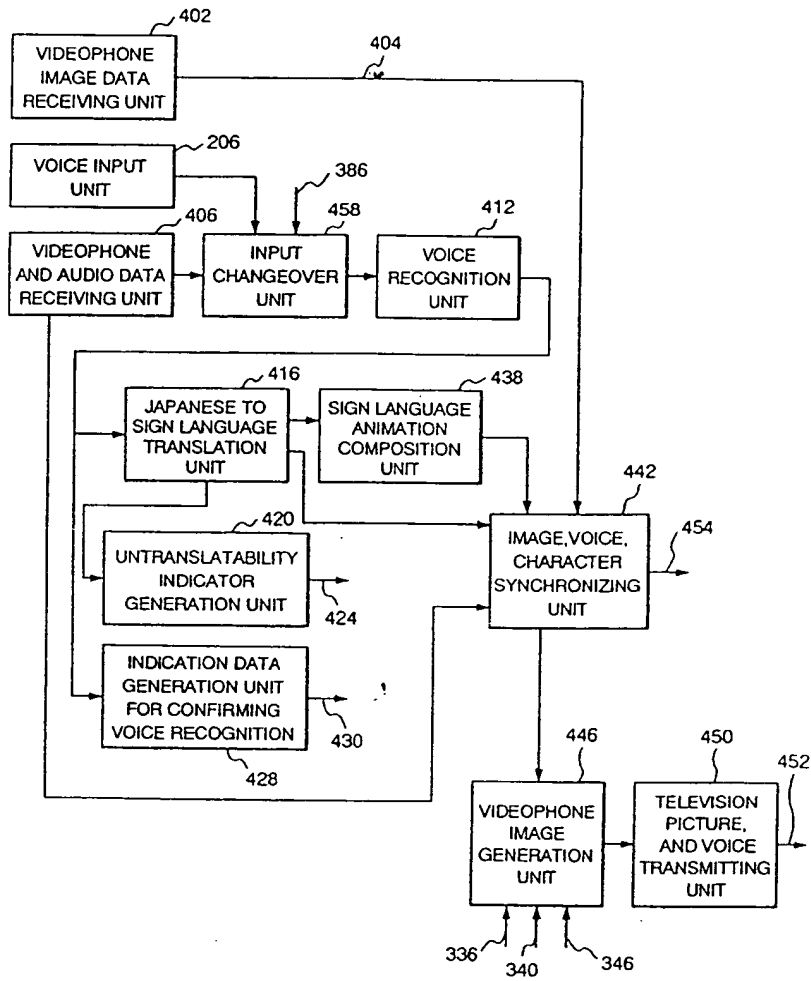 402
VIDEOPHONE
IMAGE DATA
RECEIVING UNIT
404
206
VOICE INPUT
UNIT
386
406
VIDEOPHONE
AND AUDIO DATA
RECEIVING UNIT
458
INPUT
CHANGEOVER
UNIT
412
VOICE
RECOGNITION
UNIT
416
JAPANESE TO
SIGN LANGUAGE
TRANSLATION
UNIT
438
SIGN LANGUAGE
ANIMATION
COMPOSITION
UNIT
442
IMAGE,VOICE,
CHARACTER
SYNCHRONIZING
UNIT
454
420
UNTRANSLATABILITY
INDICATOR
GENERATION UNIT
424
INDICATION DATA
GENERATION UNIT
FOR CONFIRMING
VOICE RECOGNITION
430
428
446
VIDEOPHONE
IMAGE
GENERATION
UNIT
450
TELEVISION
PICTURE,
AND VOICE
TRANSMITTING
UNIT
452
336
340
346